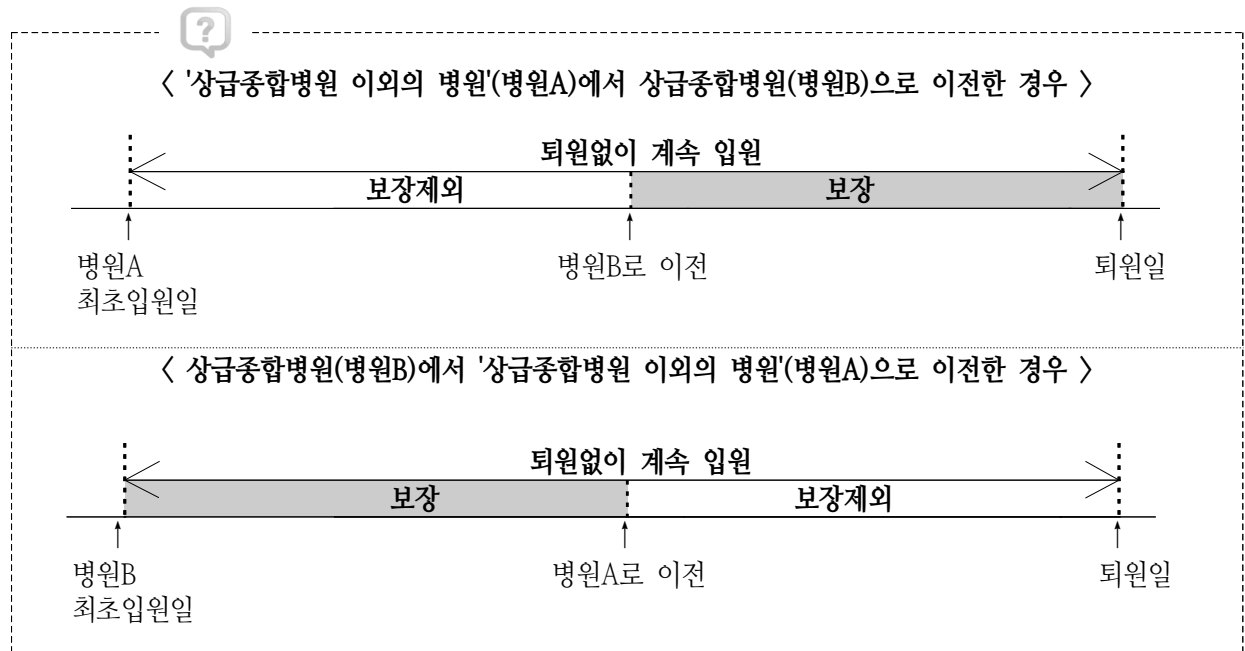 ?
〈 '상급종합병원 이외의 병원'(병원A)에서 상급종합병원(병원B)으로 이전한 경우 〉
퇴원없이 계속 입원
보장제외 보장
병원A 병원B로 이전 퇴원일
최초입원일
〈 상급종합병원(병원B)에서 '상급종합병원 이외의 병원'(병원A)으로 이전한 경우 〉
퇴원없이 계속 입원
보장 보장제외
병원B 병원A로 이전 퇴원일
최초입원일